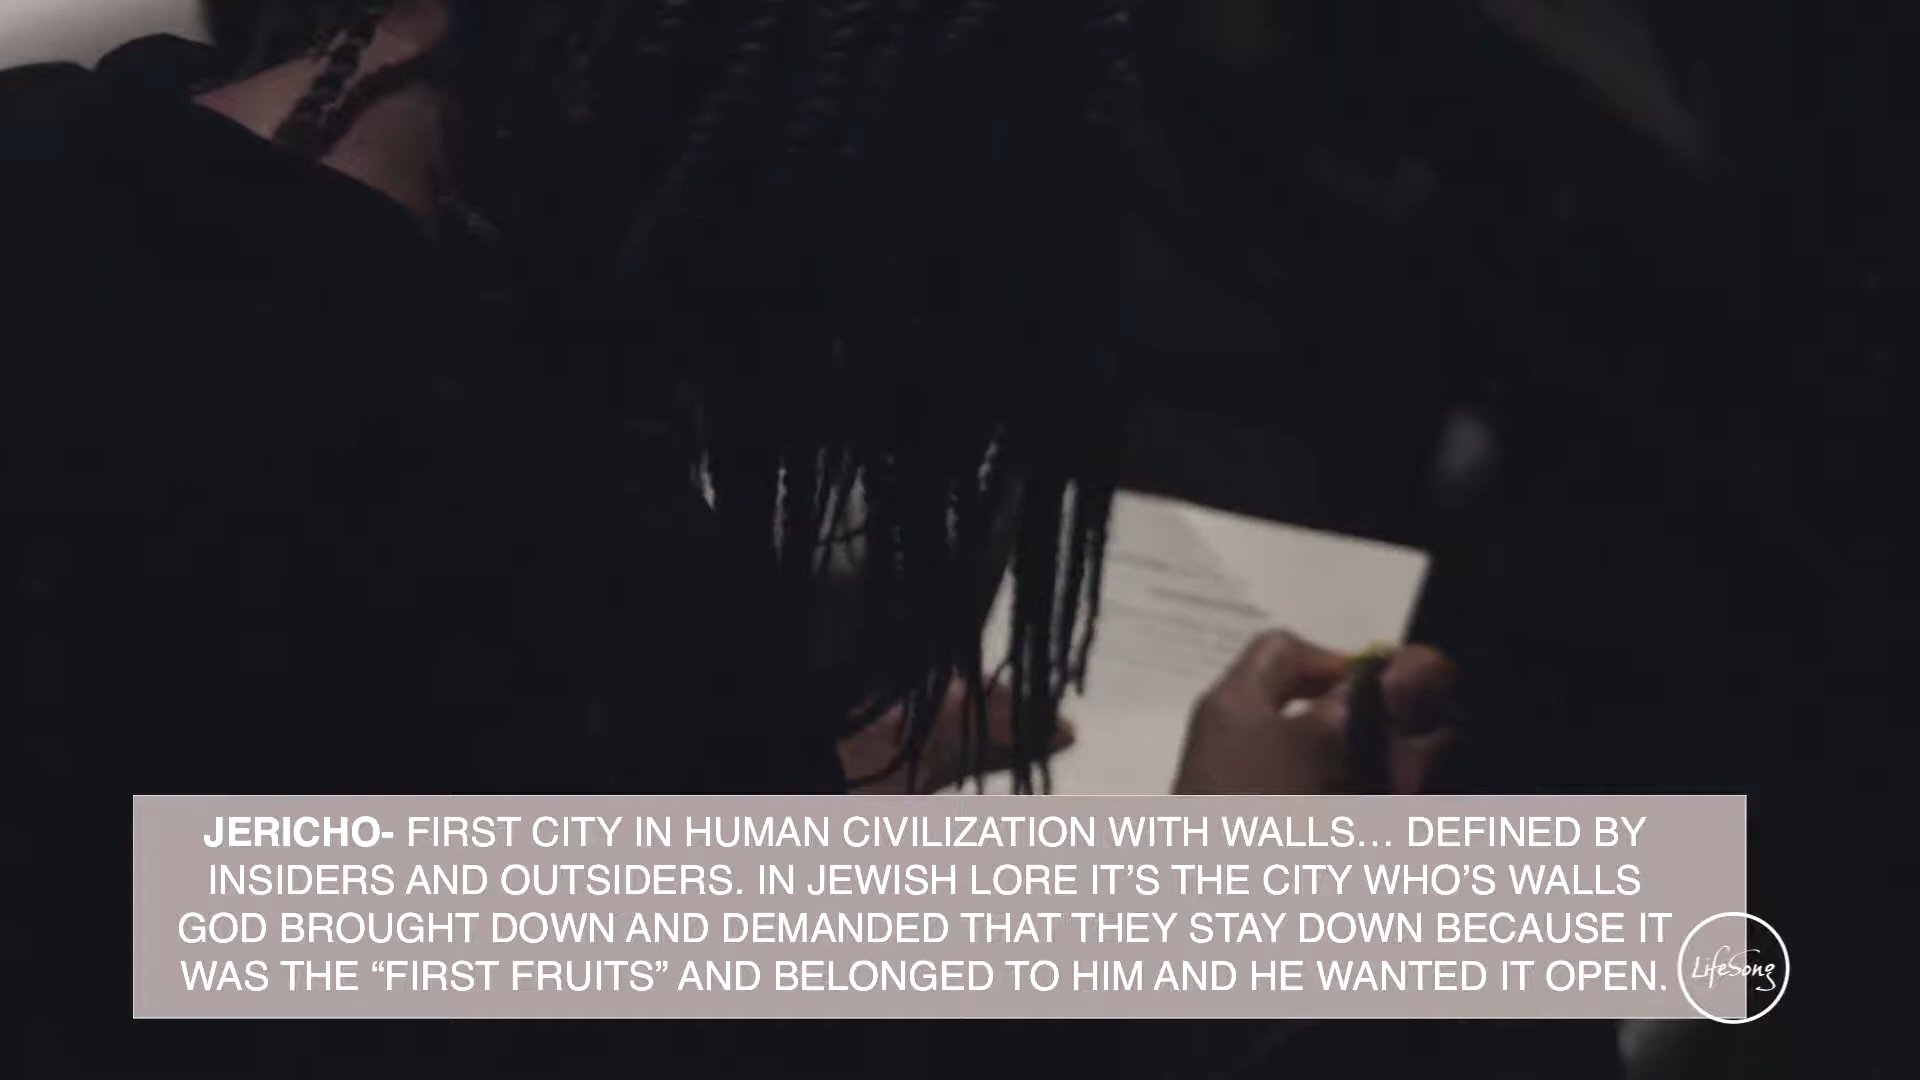 JERICHO- FIRST CITY IN HUMAN CIVILIZATION WITH WALLS... DEFINED BY
INSIDERS AND OUTSIDERS. IN JEWISH LORE IT’S THE CITY WHO’S WALLS
GOD BROUGHT DOWN AND DEMANDED THAT THEY STAY DOWN BECAUSE IT
WAS THE “FIRST FRUITS” AND BELONGED TO HIM AND HE WANTED IT OPEN.
LifeSong